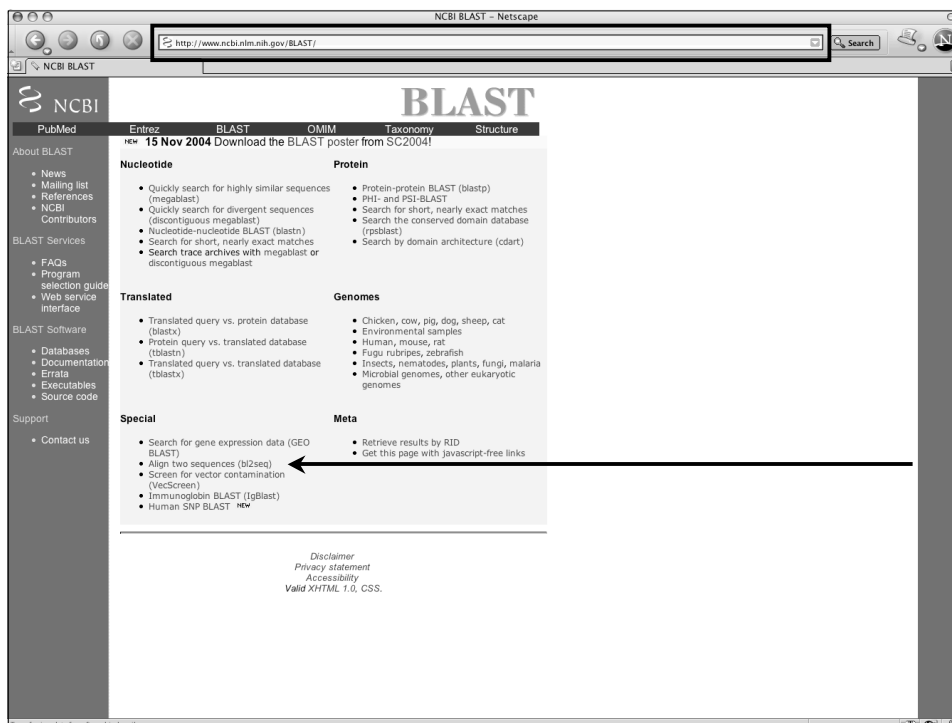 NCBI BLAST - Netscape
http://www.ncbi.nlm.nih.gov/BLAST/
Search
N
NCBI BLAST
NCBI
BLAST
PubMed Entrez BLAST OMIM Taxonomy Structure
NEW 15 Nov 2004 Download the BLAST poster from SC2004!
About BLAST
• News
• Mailing list
• References
• NCBI
Contributors
BLAST Services
• FAQs
• Program
selection guide
• Web service
interface
BLAST Software
• Databases
• Documentation
• Errata
• Executables
• Source code
Support
• Contact us
Nucleotide
• Quickly search for highly similar sequences
(megablast)
• Quickly search for divergent sequences
(discontiguous megablast)
• Nucleotide-nucleotide BLAST (blastn)
• Search for short, nearly exact matches
• Search trace archives with megablast or
discontiguous megablast
Protein
• Protein-protein BLAST (blastp)
• PHI- and PSI-BLAST
• Search for short, nearly exact matches
• Search the conserved domain database
(rpsblast)
• Search by domain architecture (cdart)
Translated
• Translated query vs. protein database
(blastx)
• Protein query vs. translated database
(tblastn)
• Translated query vs. translated database
(tblastx)
Genomes
• Chicken, cow, pig, dog, sheep, cat
• Environmental samples
• Human, mouse, rat
• Fugu rubripes, zebrafish
• Insects, nematodes, plants, fungi, malaria
• Microbial genomes, other eukaryotic
genomes
Special
• Search for gene expression data (GEO
BLAST)
• Align two sequences (bl2seq)
• Screen for vector contamination
(VecScreen)
• Immunoglobin BLAST (IgBlast)
• Human SNP BLAST NEW
Meta
• Retrieve results by RID
• Get this page with javascript-free links
Disclaimer
Privacy statement
Accessibility
Valid XHTML 1.0, CSS.